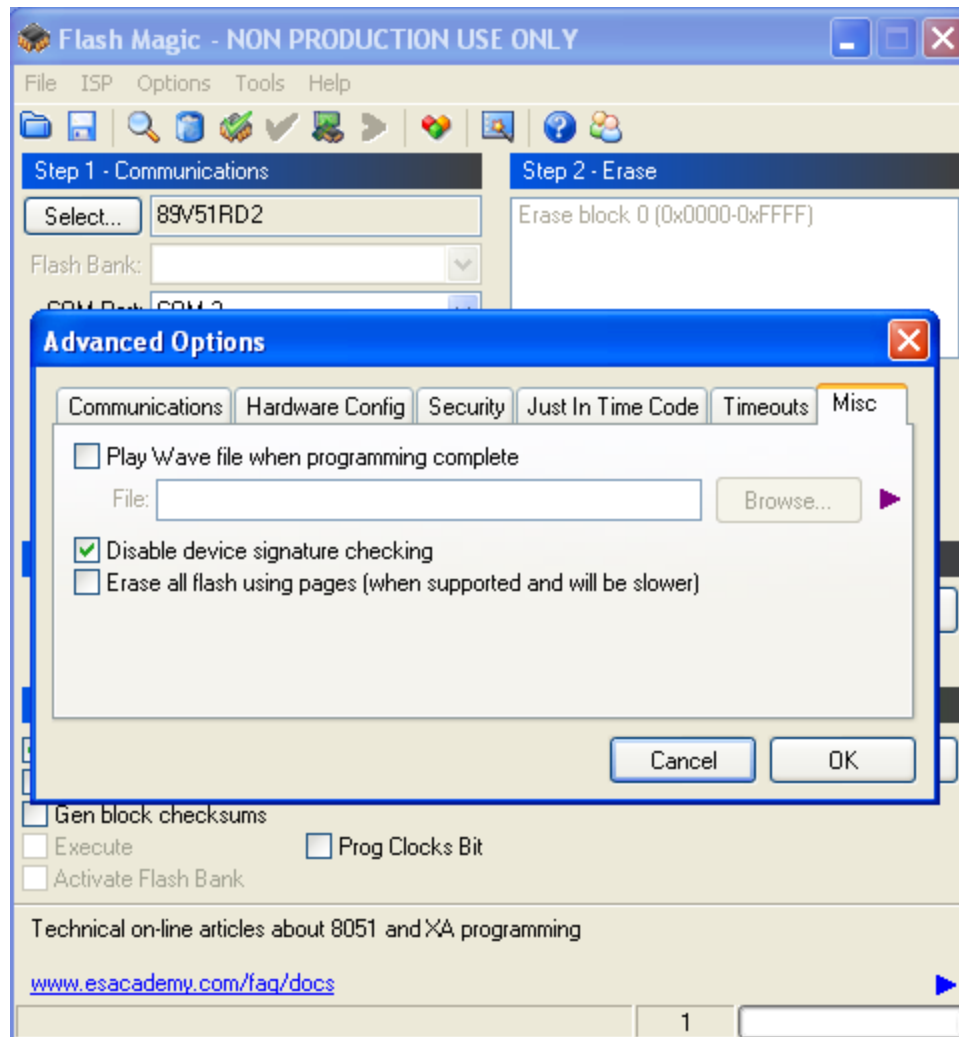 Flash Magic - NON PRODUCTION USE ONLY
File ISP Options Tools Help
Step 1 - Communications
Step 2 - Erase
Select... 89V51RD2
Erase block 0 (0x0000-0xFFFF)
Flash Bank:
Advanced Options
Communications Hardware Config Security Just In Time Code Timeouts Misc
Play Wave file when programming complete
File: Browse...
Disable device signature checking
Erase all flash using pages (when supported and will be slower)
Cancel OK
Gen block checksums
Execute Prog Clocks Bit
Activate Flash Bank
Technical on-line articles about 8051 and XA programming
www.esacademy.com/faq/docs
1